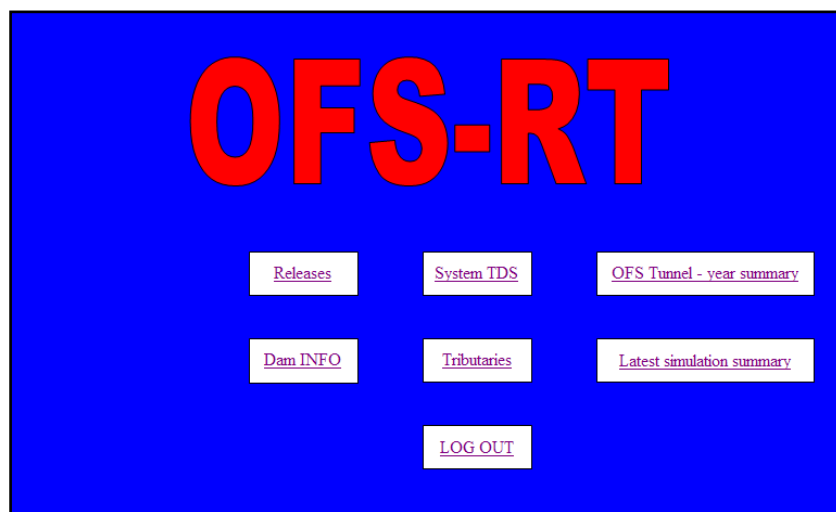 OFS-RT
Releases
System TDS
OFS Tunnel - year summary
Dam INFO
Tributaries
Latest simulation summary
LOG OUT